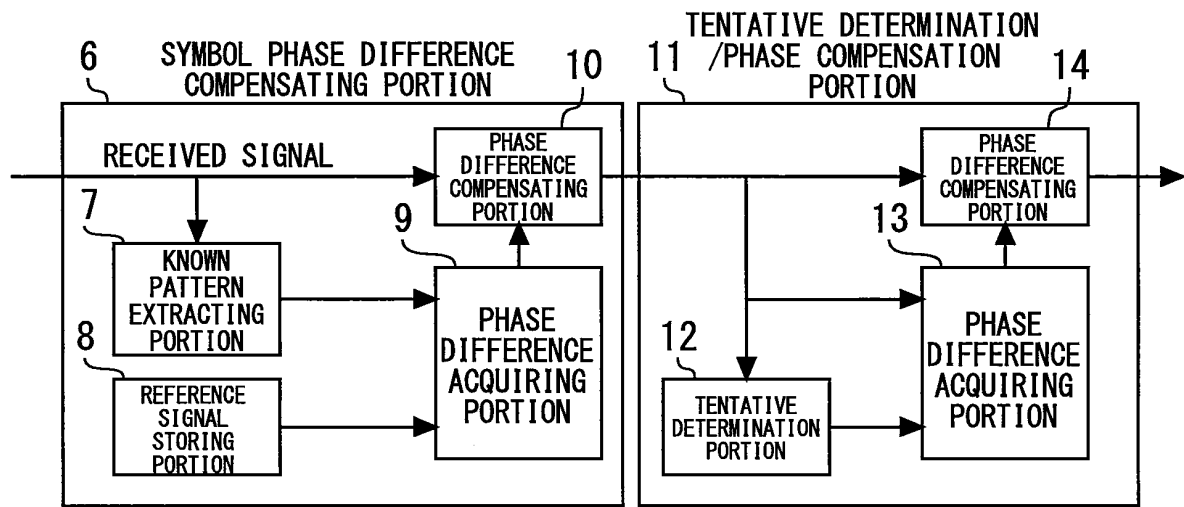 6
SYMBOL PHASE DIFFERENCE
COMPENSATING PORTION
10
TENTATIVE DETERMINATION
/PHASE COMPENSATION
PORTION
11
14
RECEIVED SIGNAL
PHASE
DIFFERENCE
COMPENSATING
PORTION
7
KNOWN
PATTERN
EXTRACTING
PORTION
9
PHASE
DIFFERENCE
ACQUIRING
PORTION
8
REFERENCE
SIGNAL
STORING
PORTION
PHASE
DIFFERENCE
COMPENSATING
PORTION
13
PHASE
DIFFERENCE
ACQUIRING
PORTION
12
TENTATIVE
DETERMINATION
PORTION